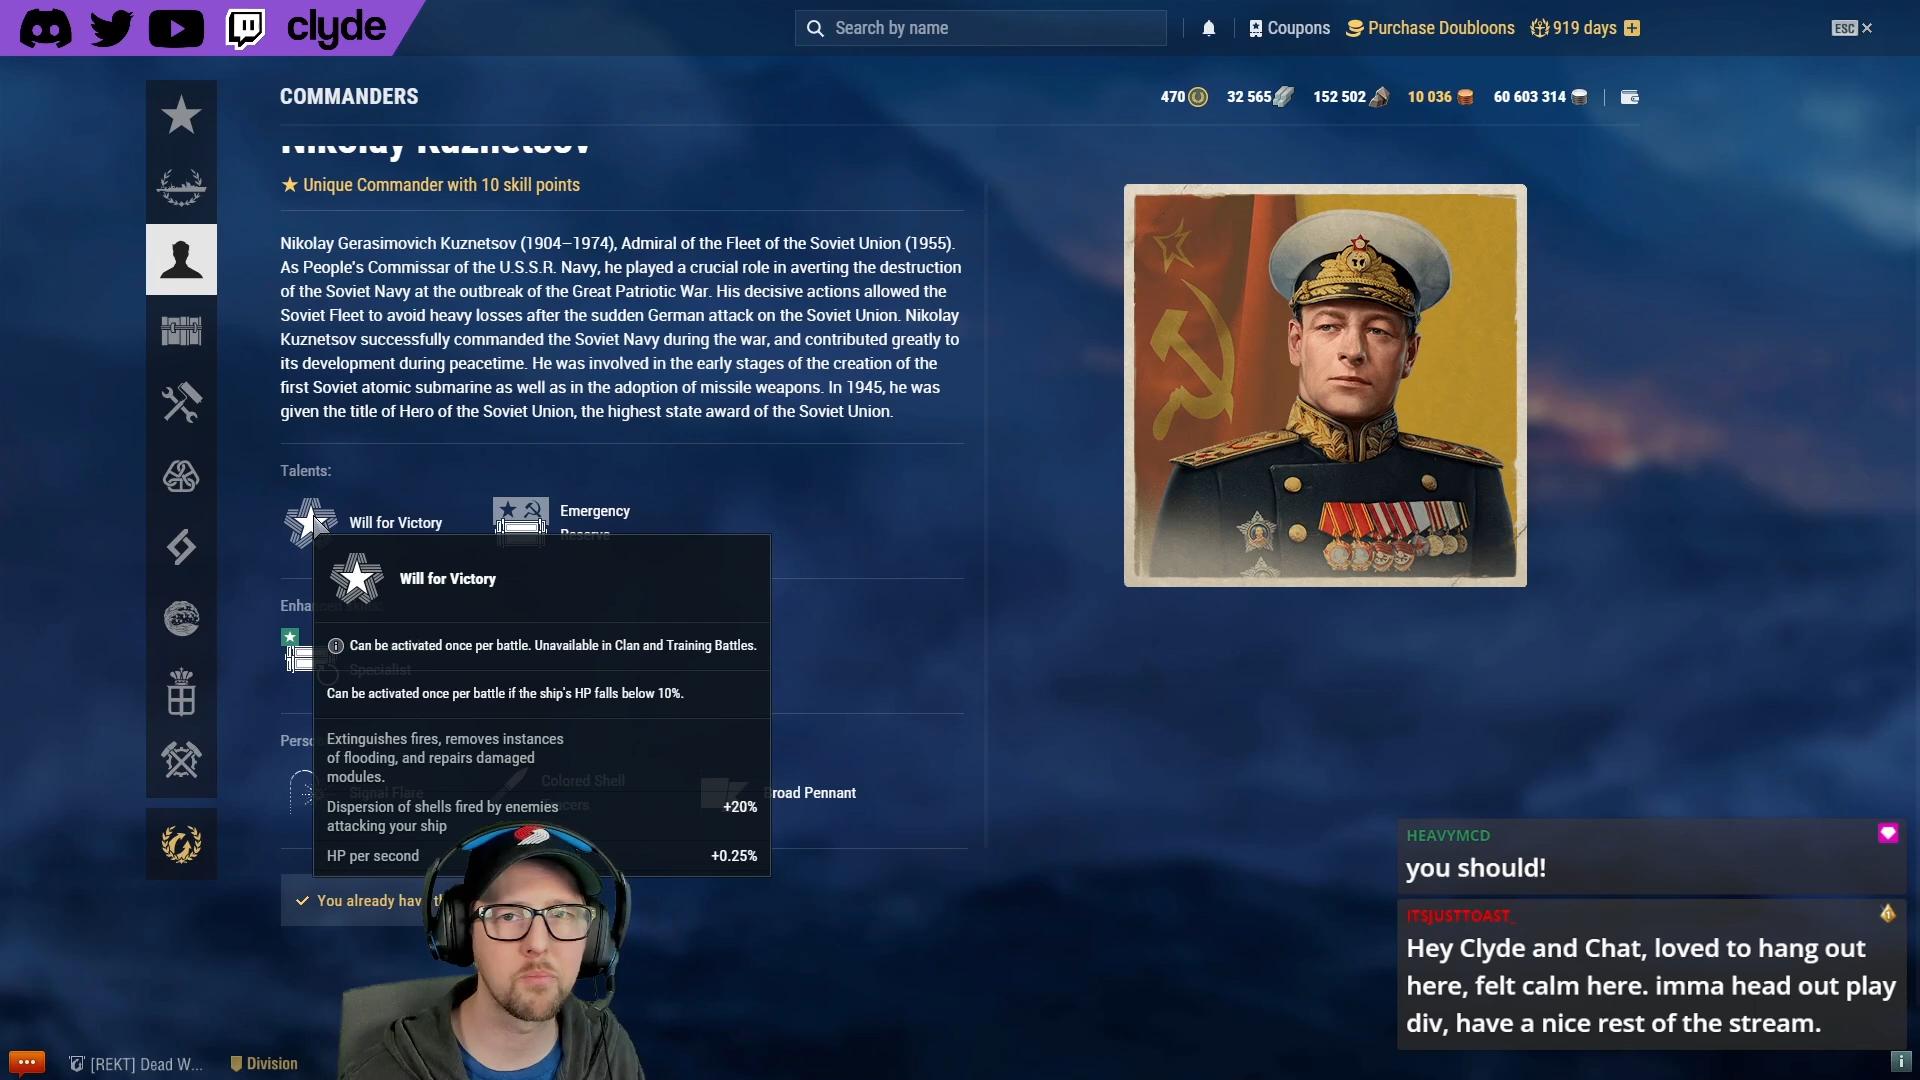 clyde
Search by name
Coupons
Purchase Doubloons
919 days
ESC
COMMANDERS
470
32 565
152 502
10 036
60 603 314
Nikolay Kuznetsov
Unique Commander with 10 skill points
Nikolay Gerasimovich Kuznetsov (1904–1974), Admiral of the Fleet of the Soviet Union (1955).
As People's Commissar of the U.S.S.R. Navy, he played a crucial role in averting the destruction
of the Soviet Navy at the outbreak of the Great Patriotic War. His decisive actions allowed the
Soviet Fleet to avoid heavy losses after the sudden German attack on the Soviet Union. Nikolay
Kuznetsov successfully commanded the Soviet Navy during the war, and contributed greatly to
its development during peacetime. He was involved in the early stages of the creation of the
first Soviet atomic submarine as well as in the adoption of missile weapons. In 1945, he was
given the title of Hero of the Soviet Union, the highest state award of the Soviet Union.
Talents:
Will for Victory
Emergency
Reserve
Will for Victory
Can be activated once per battle. Unavailable in Clan and Training Battles.
Specialist
Can be activated once per battle if the ship's HP falls below 10%.
Extinguishes fires, removes instances
of flooding, and repairs damaged
modules.
Signal Flare
Colored Shell
Broad Pennant
Dispersion of shells fired by enemies
attacking your ship
+20%
HP per second
+0.25%
You already hav
HEAVYMCD
you should!
ITSJUSTTOAST_
Hey Clyde and Chat, loved to hang out
here, felt calm here. imma head out play
div, have a nice rest of the stream.
[REKT] Dead W...
Division